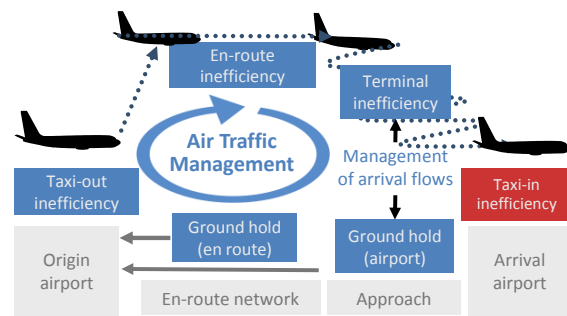 En-route
inefficiency
Terminal
inefficiency
Air Traffic
Management
Management
of arrival flows
Taxi-out
inefficiency
Taxi-in
inefficiency
Ground hold
(en route)
Ground hold
(airport)
Origin
airport
Arrival
airport
En-route network
Approach